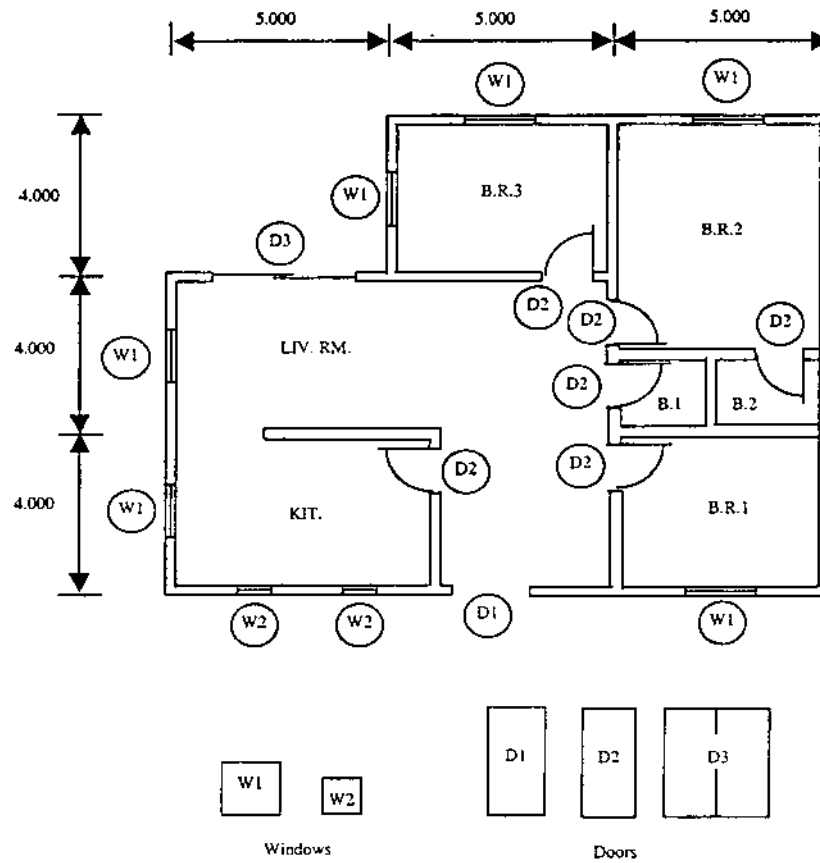 5.000 5.000 5.000
W1 W1
4.000
W1 B.R.3
B.R.2
D3
D2 D2 D2
4.000
W1 LIV. RM.
D2 B.1 B.2
D2 D2
4.000
W1 KIT. B.R.1
W2 W2 D1 W1
W1 W2 D1 D2 D3
Windows Doors